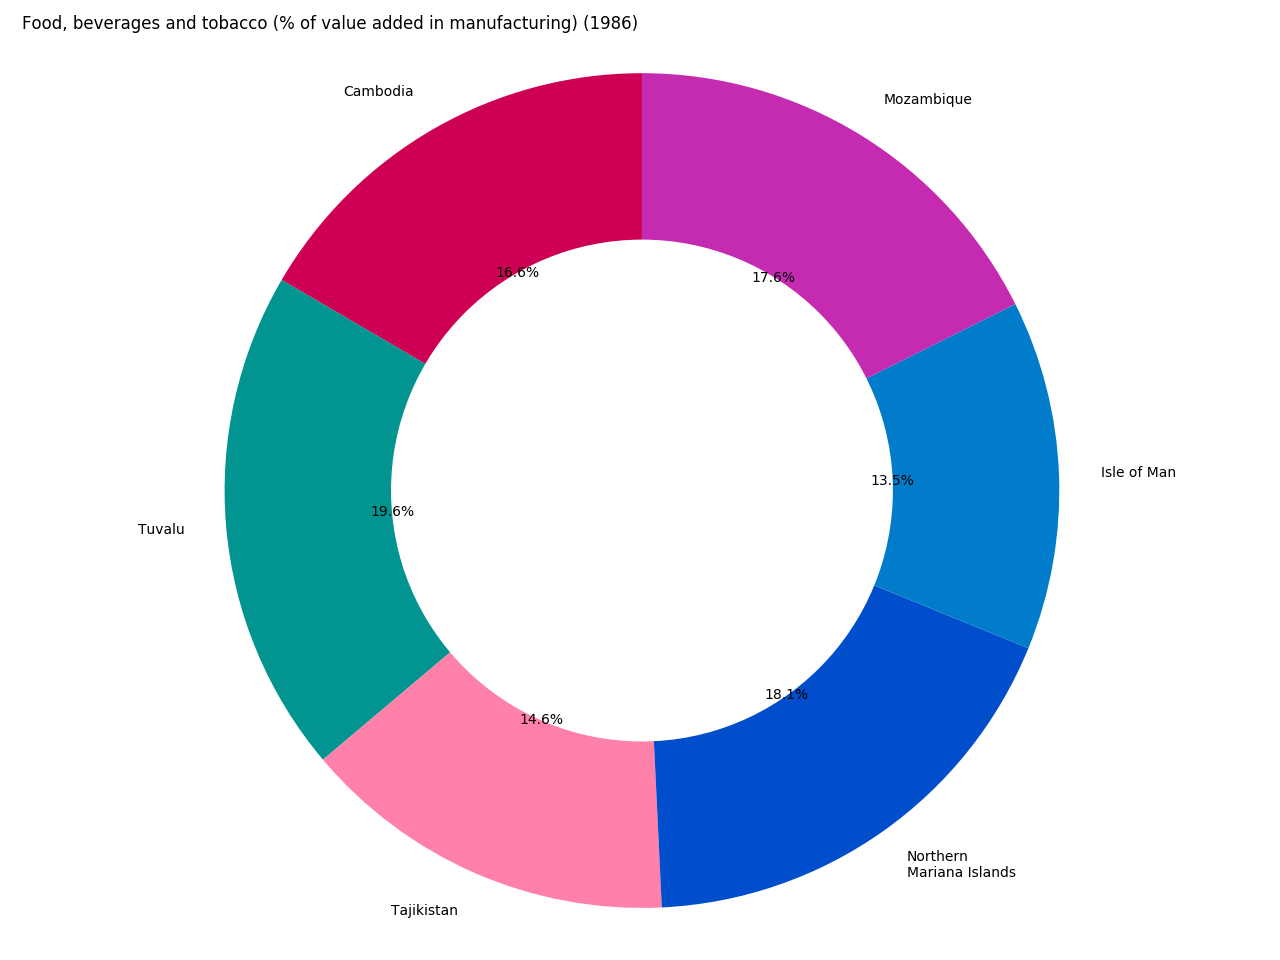 Food, beverages and tobacco (% of value added in manufacturing) (1986)
Cambodia
Mozambique
16.6%
17.6%
Isle of Man
13.5%
19.6%
Tuvalu
18.1%
14.6%
Northern
Mariana Islands
Tajikistan